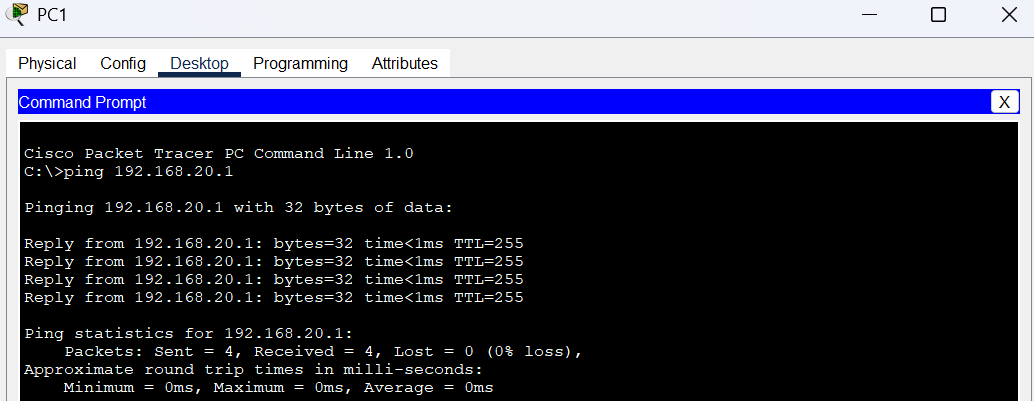 PC1
Physical Config Desktop Programming Attributes
Command Prompt
X
Cisco Packet Tracer PC Command Line 1.0
C:\>ping 192.168.20.1
Pinging 192.168.20.1 with 32 bytes of data:
Reply from 192.168.20.1: bytes=32 time<1ms TTL=255
Reply from 192.168.20.1: bytes=32 time<1ms TTL=255
Reply from 192.168.20.1: bytes=32 time<1ms TTL=255
Reply from 192.168.20.1: bytes=32 time<1ms TTL=255
Ping statistics for 192.168.20.1:
Packets: Sent = 4, Received = 4, Lost = 0 (0% loss),
Approximate round trip times in milli-seconds:
Minimum = 0ms, Maximum = 0ms, Average = 0ms